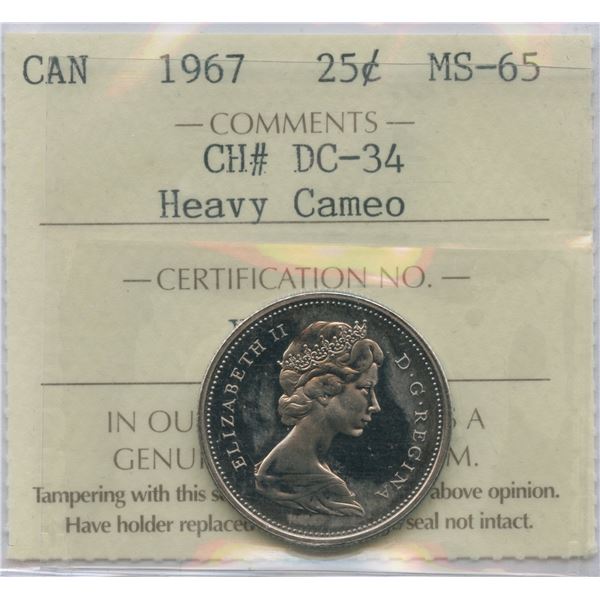 CAN 1967 25¢ MS-65
— COMMENTS —
CH# DC-34
Heavy Cameo
— CERTIFICATION NO. —
ELIZABETH II D·G·REGINA
IN OU S A
GENU M.
Tampering with this s above opinion.
Have holder replaced seal not intact.